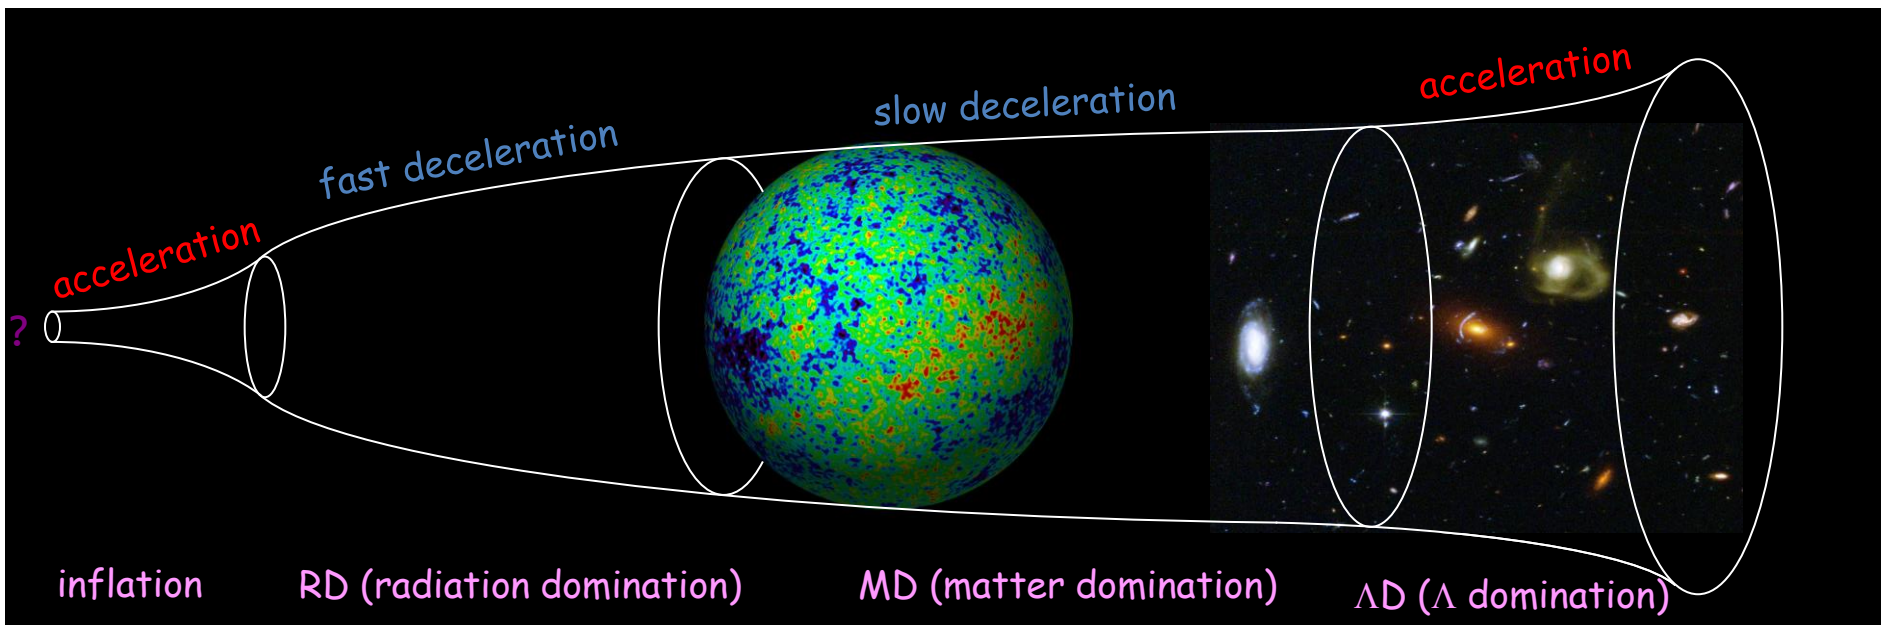 acceleration
slow deceleration
fast deceleration
acceleration
?
inflation
RD (radiation domination)
MD (matter domination)
ΛD (Λ domination)